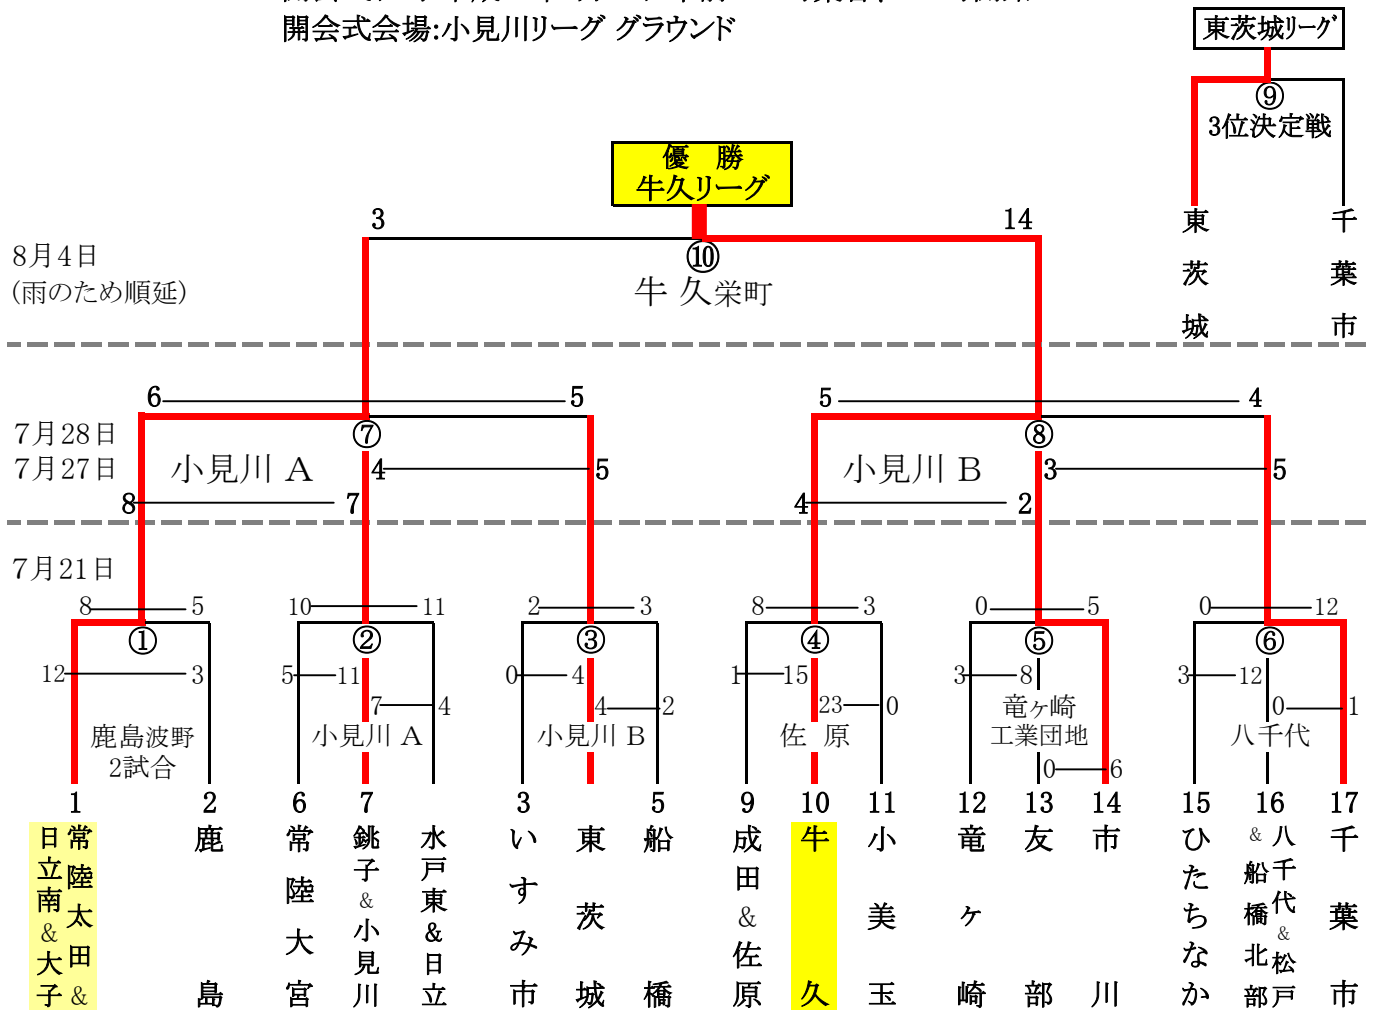 開会式会場:小見川リーグ グラウンド
東茨城リーグ
⑨
3位決定戦
東茨城
千葉市
優 勝
牛久リーグ
3
14
⑩
牛 久栄町
8月4日
(雨のため順延)
6
5
5
4
⑦
⑧
7月28日
7月27日
小見川 A
4
5
小見川 B
3
5
8
7
4
2
7月21日
8
5
10
11
2
3
8
3
0
5
0
12
①
②
③
④
⑤
⑥
12
3
5
11
0
4
1
15
3
8
3
12
7
4
4
2
23
0
0
1
鹿島波野
2試合
小見川 A
小見川 B
佐 原
竜ヶ崎
工業団地
八千代
0
6
1
2
6
7
3
5
9
10
11
12
13
14
15
16
17
常陸太田&
日立南&大子
鹿島
常陸大宮
銚子&小見川
水戸東&日立
いすみ市
東茨城
船橋
成田&佐原
牛久
小美玉
竜ヶ崎
友部
市川
ひたちなか
八千代&松戸
&船橋北部
千葉市